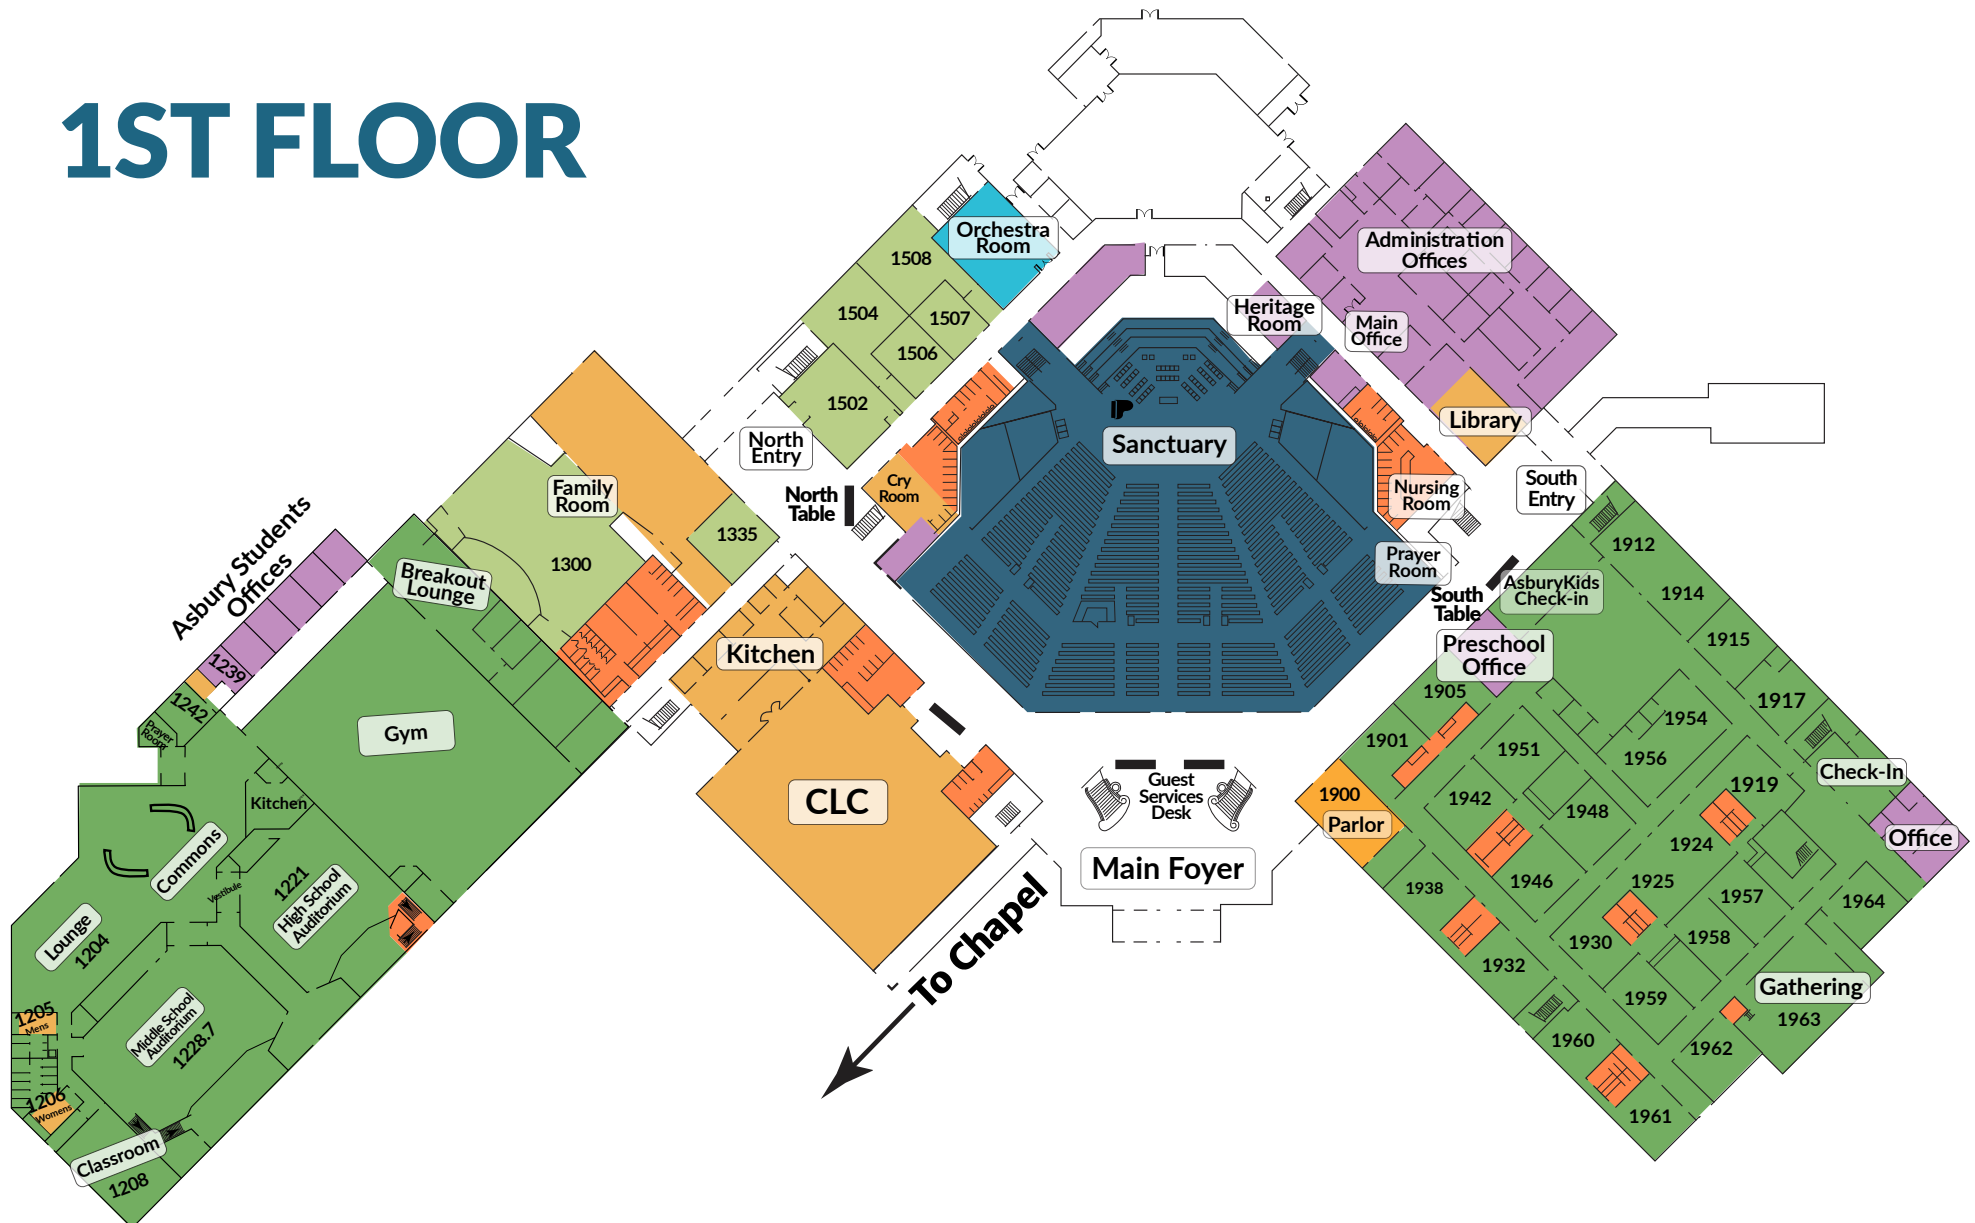 1ST FLOOR
Orchestra
Room
1508
1504
1507
1506
1502
Administration
Offices
Heritage
Room
Main
Office
Library
Sanctuary
North
Entry
North
Table
Cry
Room
Nursing
Room
South
Entry
Prayer
Room
South
Table
AsburyKids
Check-in
Preschool
Office
Family
Room
1335
1300
Breakout
Lounge
Asbury Students
Offices
1239
1242
Prayer
Room
Gym
Kitchen
Kitchen
CLC
Guest
Services
Desk
Main Foyer
To Chapel
Commons
Vestibule
1221
High School
Auditorium
Lounge
1204
Middle School
Auditorium
1228.7
1205
Mens
1206
Womens
Classroom
1208
1912
1914
1915
1917
1905
1901
1900
Parlor
1951
1954
1956
1942
1948
1946
1919
Check-In
Office
1924
1925
1938
1957
1964
1930
1958
1932
1959
Gathering
1963
1960
1962
1961